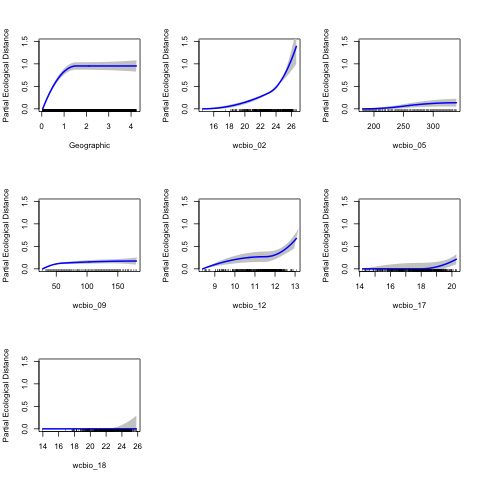 Partial Ecological Distance
0.0 0.5 1.0 1.5
0 1 2 3 4
Geographic
Partial Ecological Distance
0.0 0.5 1.0 1.5
16 18 20 22 24 26
wcbio_02
Partial Ecological Distance
0.0 0.5 1.0 1.5
200 250 300
wcbio_05
Partial Ecological Distance
0.0 0.5 1.0 1.5
50 100 150
wcbio_09
Partial Ecological Distance
0.0 0.5 1.0 1.5
9 10 11 12 13
wcbio_12
Partial Ecological Distance
0.0 0.5 1.0 1.5
14 16 18 20
wcbio_17
Partial Ecological Distance
0.0 0.5 1.0 1.5
14 16 18 20 22 24 26
wcbio_18